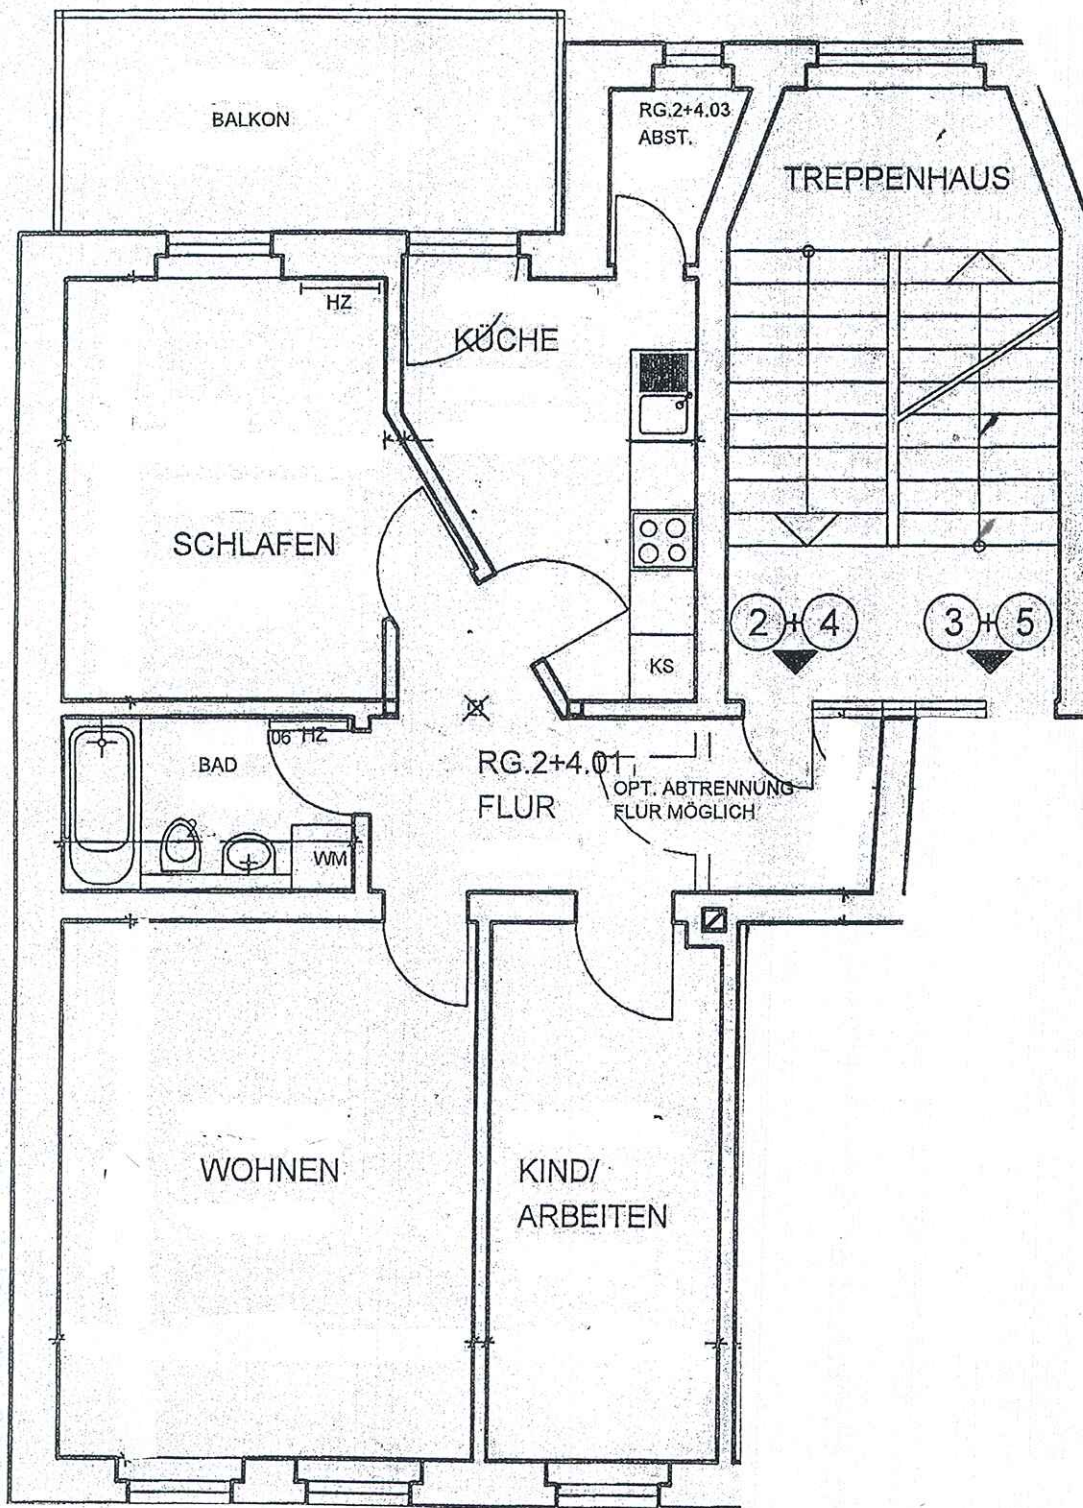 BALKON
RG.2+4.03
ABST.
TREPPENHAUS
HZ
KÜCHE
SCHLAFEN
2 + 4
3 + 5
KS
06 HZ
BAD
RG.2+4.01
FLUR
OPT. ABTRENNUNG
FLUR MÖGLICH
WM
WOHNEN
KIND/
ARBEITEN